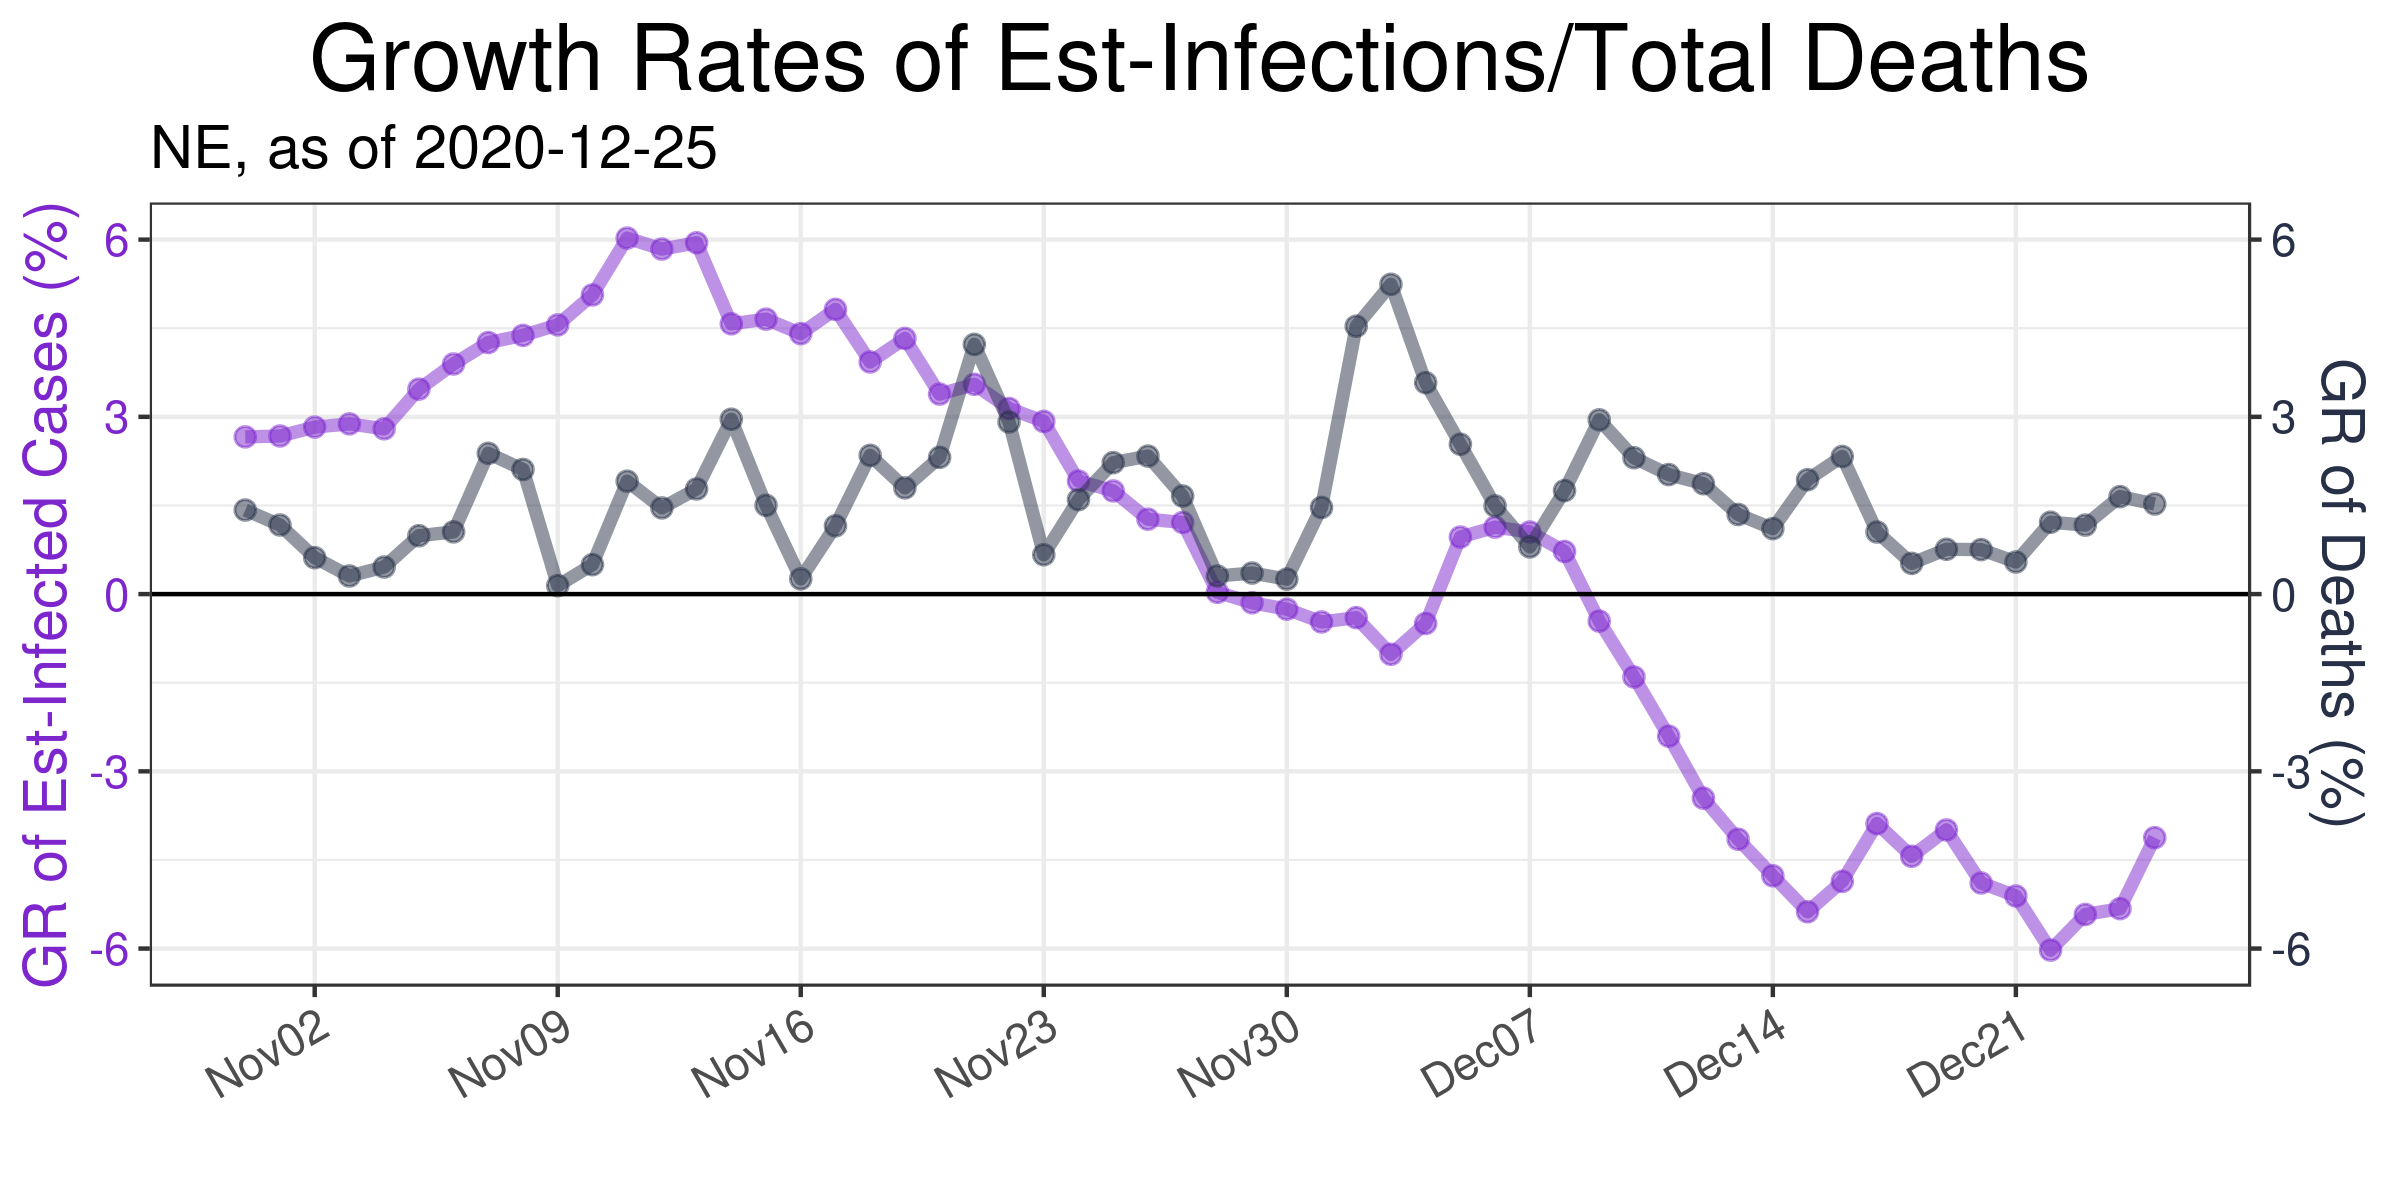 Growth Rates of Est-Infections/Total Deaths
NE, as of 2020-12-25
GR of Est-Infected Cases (%)
6
3
0
-3
-6
6
3
0
-3
-6
GR of Deaths (%)
Nov02
Nov09
Nov16
Nov23
Nov30
Dec07
Dec14
Dec21